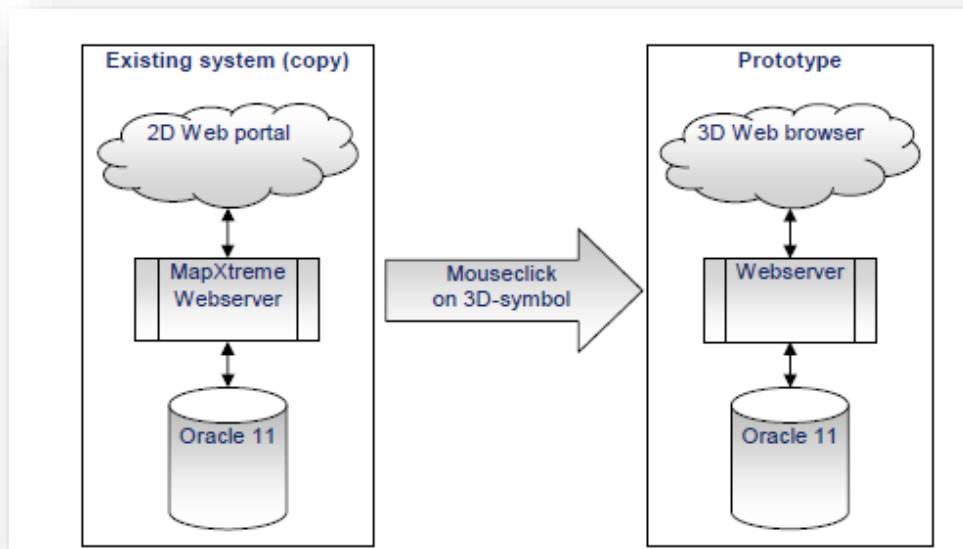 Existing system (copy)
2D Web portal
MapXtreme
Webserver
Oracle 11
Mouseclick
on 3D-symbol
Prototype
3D Web browser
Webserver
Oracle 11